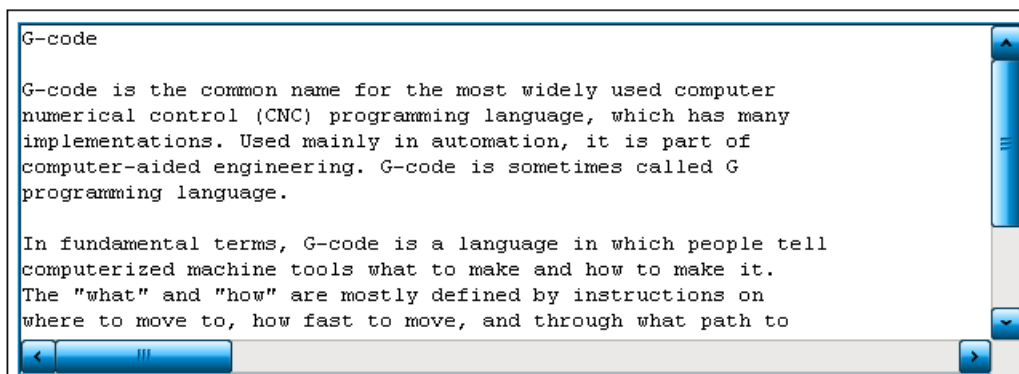 G-code
G-code is the common name for the most widely used computer
numerical control (CNC) programming language, which has many
implementations. Used mainly in automation, it is part of
computer-aided engineering. G-code is sometimes called G
programming language.
In fundamental terms, G-code is a language in which people tell
computerized machine tools what to make and how to make it.
The "what" and "how" are mostly defined by instructions on
where to move to, how fast to move, and through what path to